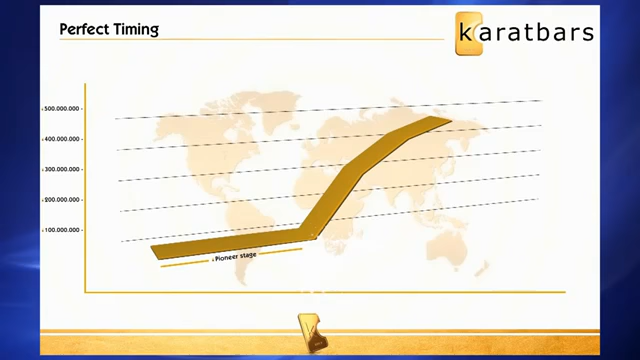 Perfect Timing
karatbars
500.000.000
400.000.000
300.000.000
200.000.000
100.000.000
Pioneer stage